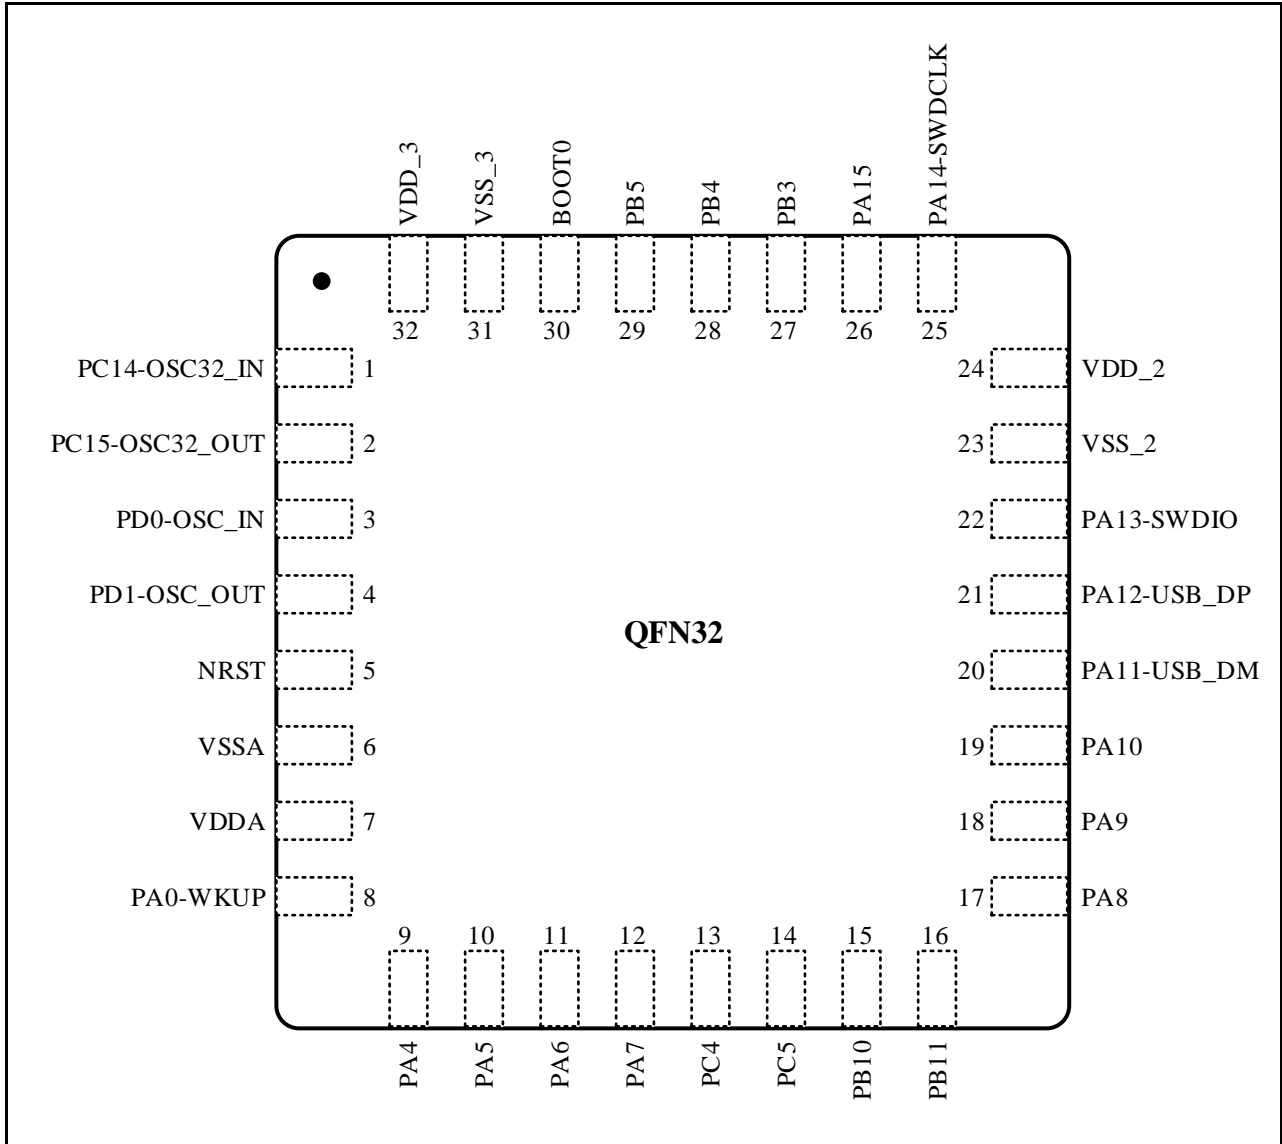 VDD_3
VSS_3
BOOT0
PB5
PB4
PB3
PA15
PA14-SWDCLK
32 31 30 29 28 27 26 25
PC14-OSC32_IN 1 24 VDD_2
PC15-OSC32_OUT 2 23 VSS_2
PD0-OSC_IN 3 22 PA13-SWDIO
PD1-OSC_OUT 4 21 PA12-USB_DP
QFN32
NRST 5 20 PA11-USB_DM
VSSA 6 19 PA10
VDDA 7 18 PA9
PA0-WKUP 8 17 PA8
9 10 11 12 13 14 15 16
PA4
PA5
PA6
PA7
PC4
PC5
PB10
PB11